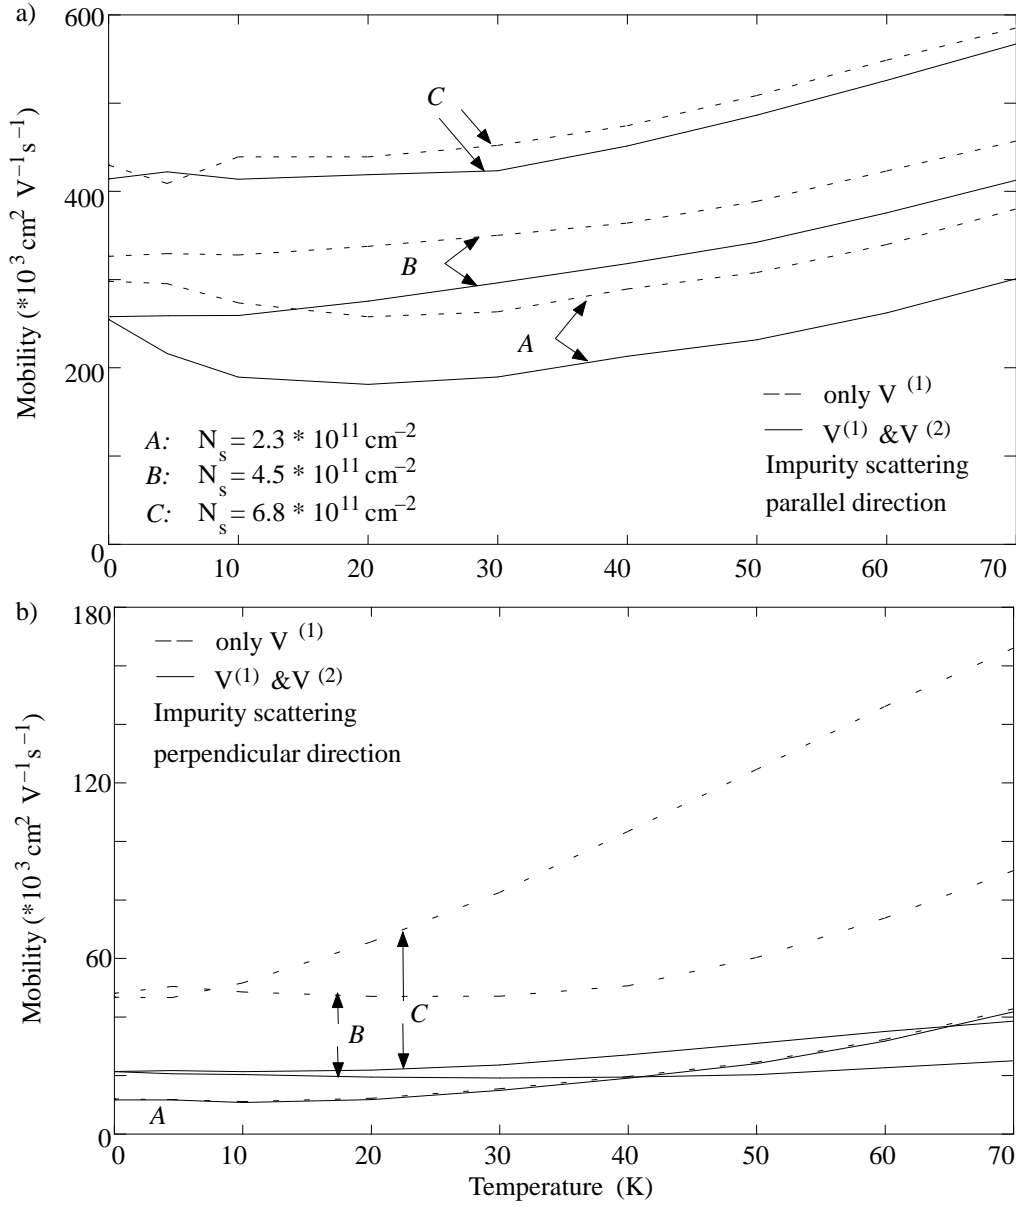 a)
600
400
200
0
Mobility (*10³ cm² V⁻¹s⁻¹)
C
B
A
A: Nₛ = 2.3 * 10¹¹ cm⁻²
B: Nₛ = 4.5 * 10¹¹ cm⁻²
C: Nₛ = 6.8 * 10¹¹ cm⁻²
only V ⁽¹⁾
V⁽¹⁾ & V ⁽²⁾
Impurity scattering
parallel direction
0 10 20 30 40 50 60 70
b)
180
120
60
0
Mobility (*10³ cm² V⁻¹s⁻¹)
only V ⁽¹⁾
V⁽¹⁾ & V ⁽²⁾
Impurity scattering
perpendicular direction
C
B
A
0 10 20 30 40 50 60 70
Temperature (K)